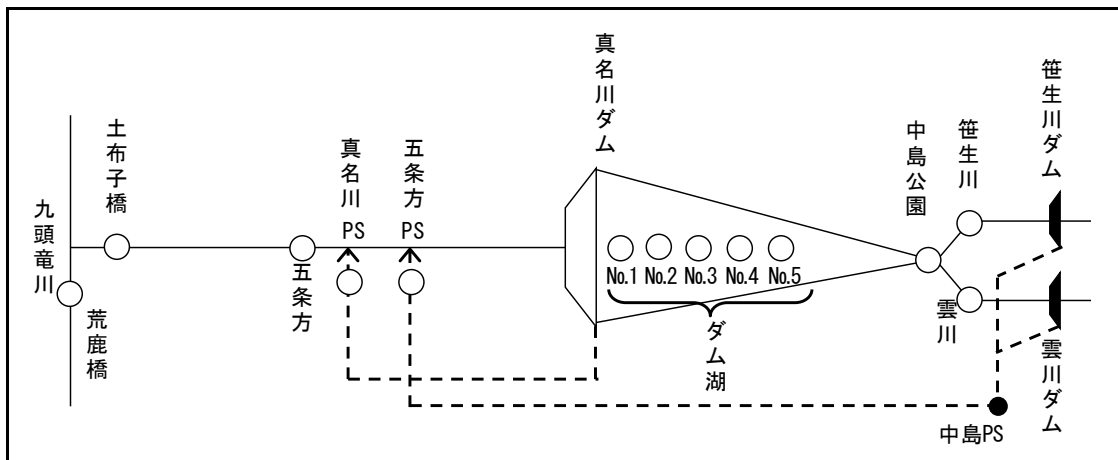 九頭竜川
土布子橋
荒鹿橋
五条方
真名川
PS
五条方
PS
真名川ダム
No.1
No.2
No.3
No.4
No.5
ダム湖
中島公園
笹生川
雲川
笹生川ダム
雲川ダム
中島PS